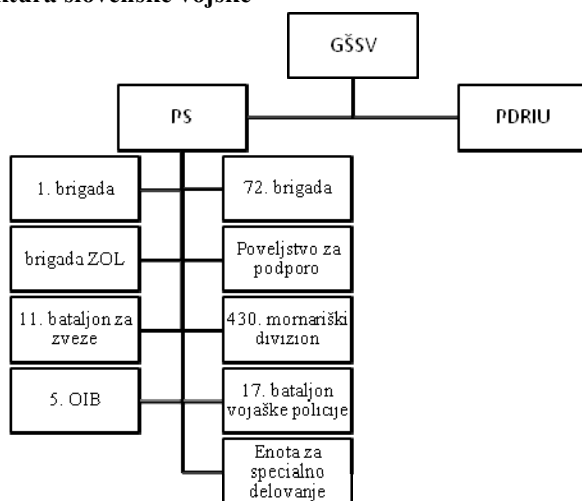 ktura slovenske vojske
GŠSV
PS
PDRIU
1. brigada
72. brigada
brigada ZOL
Poveljstvo za
podporo
11. bataljon za
zveze
430. mornariški
divizion
5. OIB
17. bataljon
vojaške policije
Enota za
specialno
delovanje